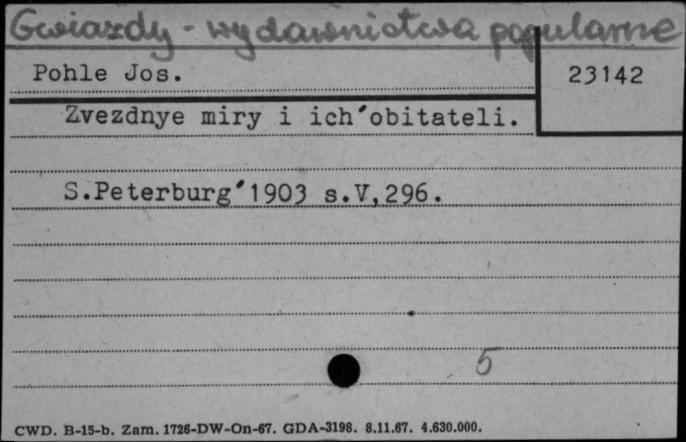 Gwiazdy - wydawnictwa popularne
Pohle Jos.
23142
Zvezdnye miry i ich´obitateli.
S.Peterburg´1903 s.V,296.
5
CWD. B-15-b. Zam. 1726-DW-On-67. GDA-3198. 8.11.67. 4.630.000.